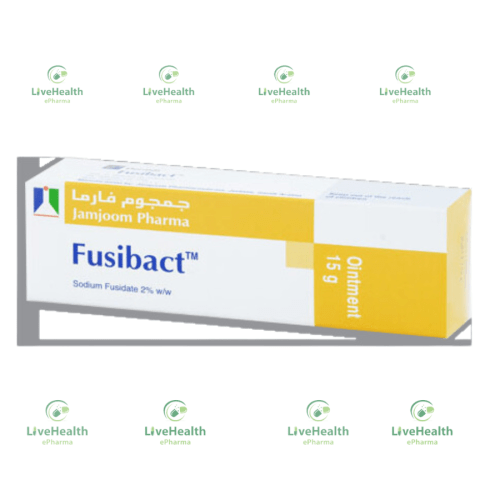 LiveHealth LiveHealth LiveHealth LiveHealth
ePharma ePharma ePharma ePharma
Fusibact™
جمجوم فارما
Jamjoom Pharma
Fusibact™
Sodium Fusidate 2% w/w
Ointment
15 g
LiveHealth LiveHealth LiveHealth LiveHealth
ePharma ePharma ePharma ePharma